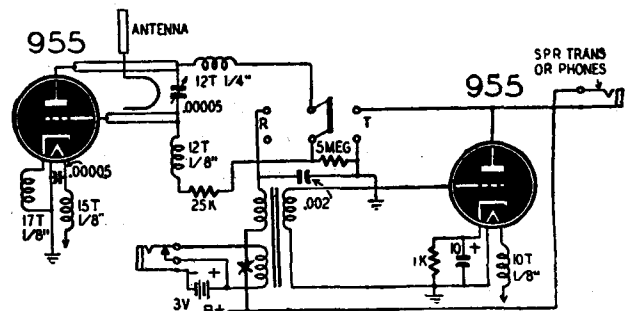 955
ANTENNA
12T 1/4"
.00005
SPR TRANS
OR PHONES
955
R
T
12T
1/8"
5MEG
.00005
25K
.002
17T
1/8"
15T
1/8"
1K
10 +
10T
1/8"
- +
3V
B+